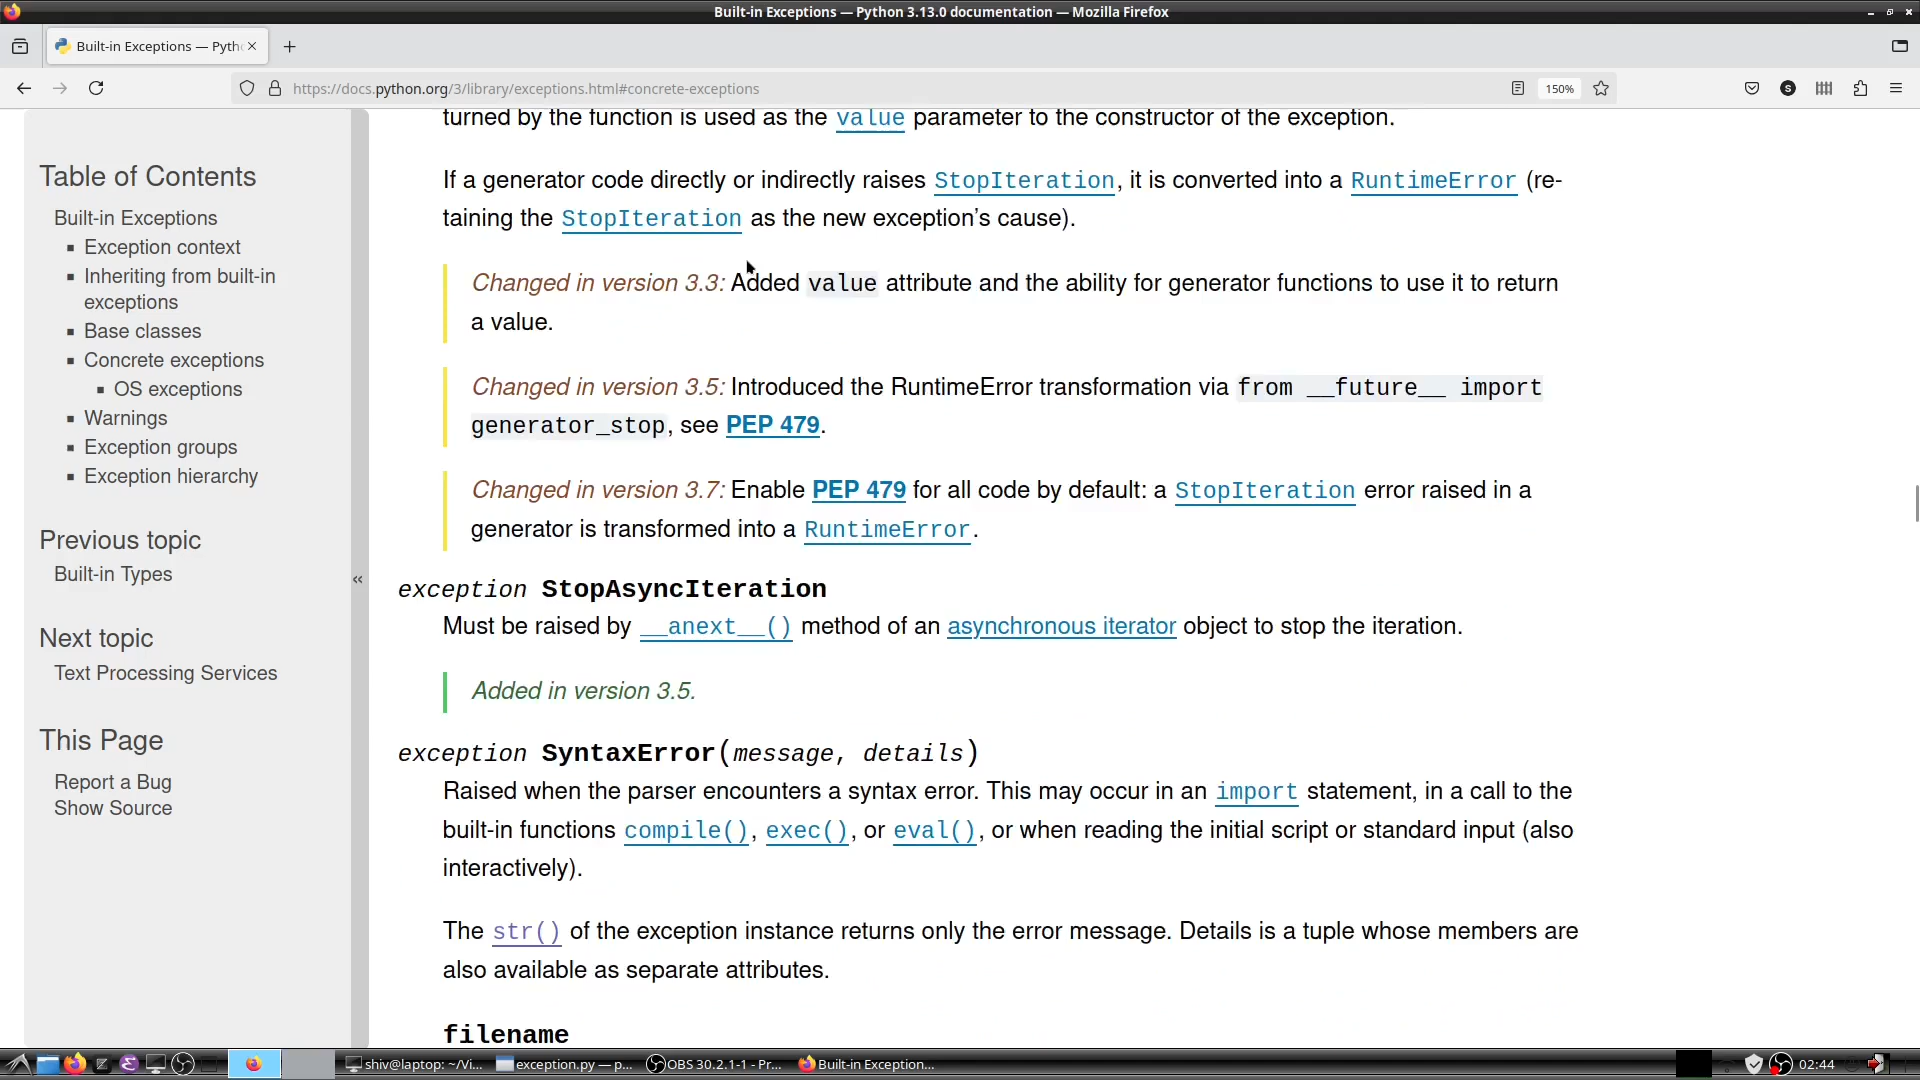 Built-in Exceptions — Python 3.13.0 documentation — Mozilla Firefox
Built-in Exceptions — Pyth
https://docs.python.org/3/library/exceptions.html#concrete-exceptions
150%
S
Table of Contents
Built-in Exceptions
Exception context
Inheriting from built-in
exceptions
Base classes
Concrete exceptions
OS exceptions
Warnings
Exception groups
Exception hierarchy
Previous topic
Built-in Types
Next topic
Text Processing Services
This Page
Report a Bug
Show Source
«
turned by the function is used as the value parameter to the constructor of the exception.
If a generator code directly or indirectly raises StopIteration, it is converted into a RuntimeError (re-
taining the StopIteration as the new exception’s cause).
Changed in version 3.3: Added value attribute and the ability for generator functions to use it to return
a value.
Changed in version 3.5: Introduced the RuntimeError transformation via from __future__ import
generator_stop, see PEP 479.
Changed in version 3.7: Enable PEP 479 for all code by default: a StopIteration error raised in a
generator is transformed into a RuntimeError.
exception StopAsyncIteration
Must be raised by __anext__() method of an asynchronous iterator object to stop the iteration.
Added in version 3.5.
exception SyntaxError(message, details)
Raised when the parser encounters a syntax error. This may occur in an import statement, in a call to the
built-in functions compile(), exec(), or eval(), or when reading the initial script or standard input (also
interactively).
The str() of the exception instance returns only the error message. Details is a tuple whose members are
also available as separate attributes.
filename
shiv@laptop: ~/Vi...
exception.py — p...
OBS 30.2.1-1 - Pr...
Built-in Exception...
02:44